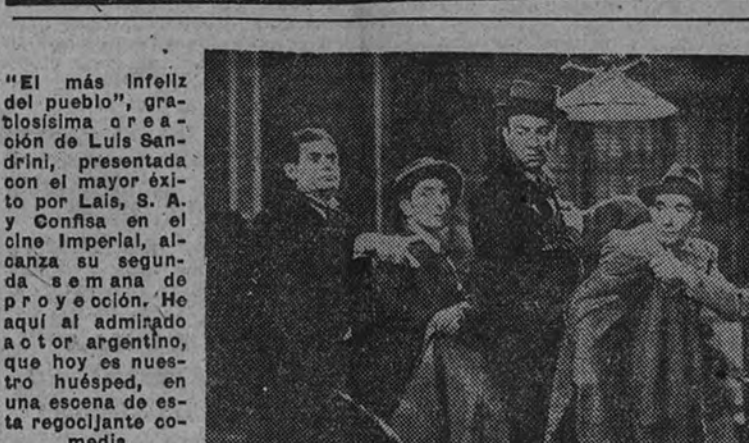 "El más infeliz
del pueblo", gra-
ciosísima crea-
ción de Luis San-
drini, presentada
con el mayor éxi-
to por Lais, S. A.
y Confisa en el
cine Imperial, al-
canza su segun-
da semana de
proyección. He
aquí al admirado
actor argentino,
que hoy es nues-
tro huésped, en
una escena de es-
ta regocijante co-
media